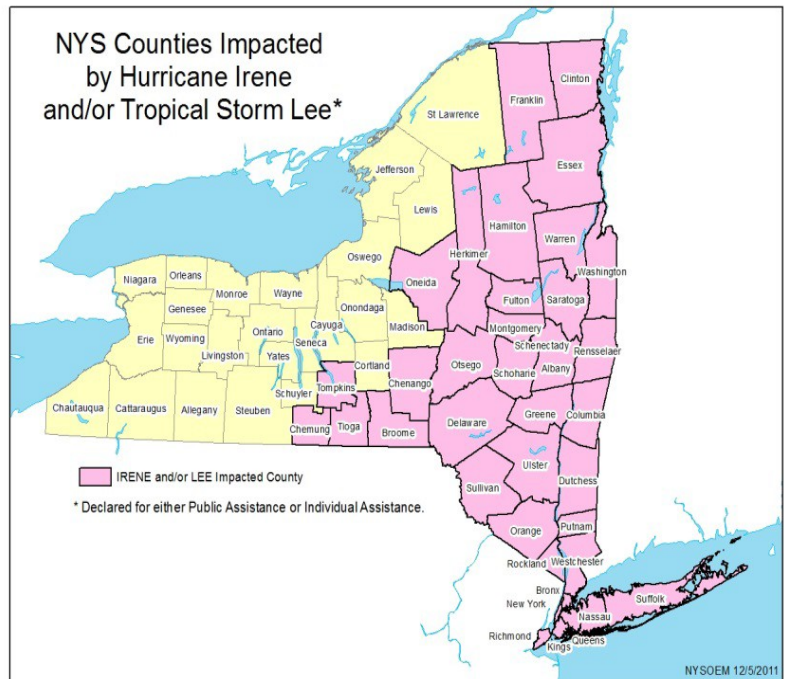 NYS Counties Impacted
by Hurricane Irene
and/or Tropical Storm Lee*
Clinton
Franklin
St Lawrence
Essex
Jefferson
Lewis
Hamilton
Warren
Oswego
Herkimer
Washington
Niagara
Orleans
Oneida
Monroe
Wayne
Fulton
Saratoga
Genesee
Onondaga
Cayuga
Madison
Montgomery
Erie
Wyoming
Ontario
Seneca
Schenectady
Rensselaer
Livingston
Yates
Cortland
Otsego
Schoharie
Albany
Schuyler
Tompkins
Chenango
Chautauqua
Cattaraugus
Allegany
Steuben
Delaware
Greene
Columbia
Chemung
Tioga
Broome
Ulster
IRENE and/or LEE Impacted County
Dutchess
Sullivan
* Declared for either Public Assistance or Individual Assistance.
Orange
Putnam
Rockland
Westchester
Bronx
New York
Suffolk
Nassau
Richmond
Queens
Kings
NYSOEM 12/5/2011